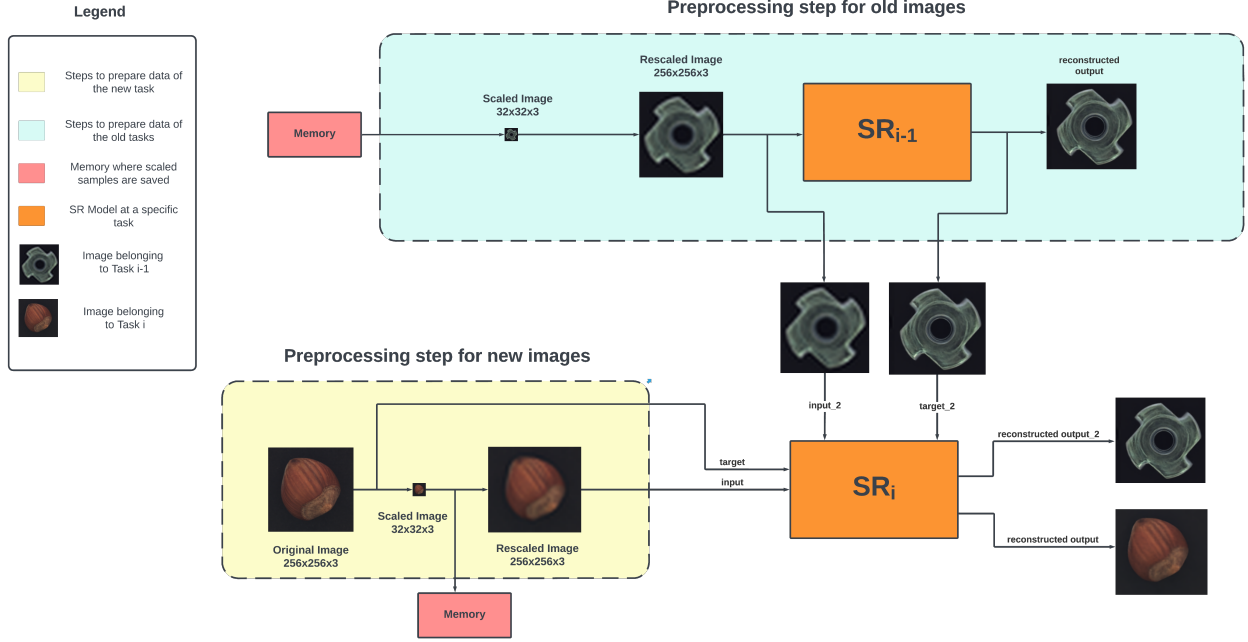 Legend
Steps to prepare data of
the new task
Steps to prepare data of
the old tasks
Memory where scaled
samples are saved
SR Model at a specific
task
Image belonging
to Task i-1
Image belonging
to Task i
Preprocessing step for old images
Memory
Scaled Image
32x32x3
Rescaled Image
256x256x3
SRi-1
reconstructed
output
input_2
target_2
Preprocessing step for new images
Original Image
256x256x3
Scaled Image
32x32x3
Rescaled Image
256x256x3
Memory
target
input
SRi
reconstructed output_2
reconstructed output